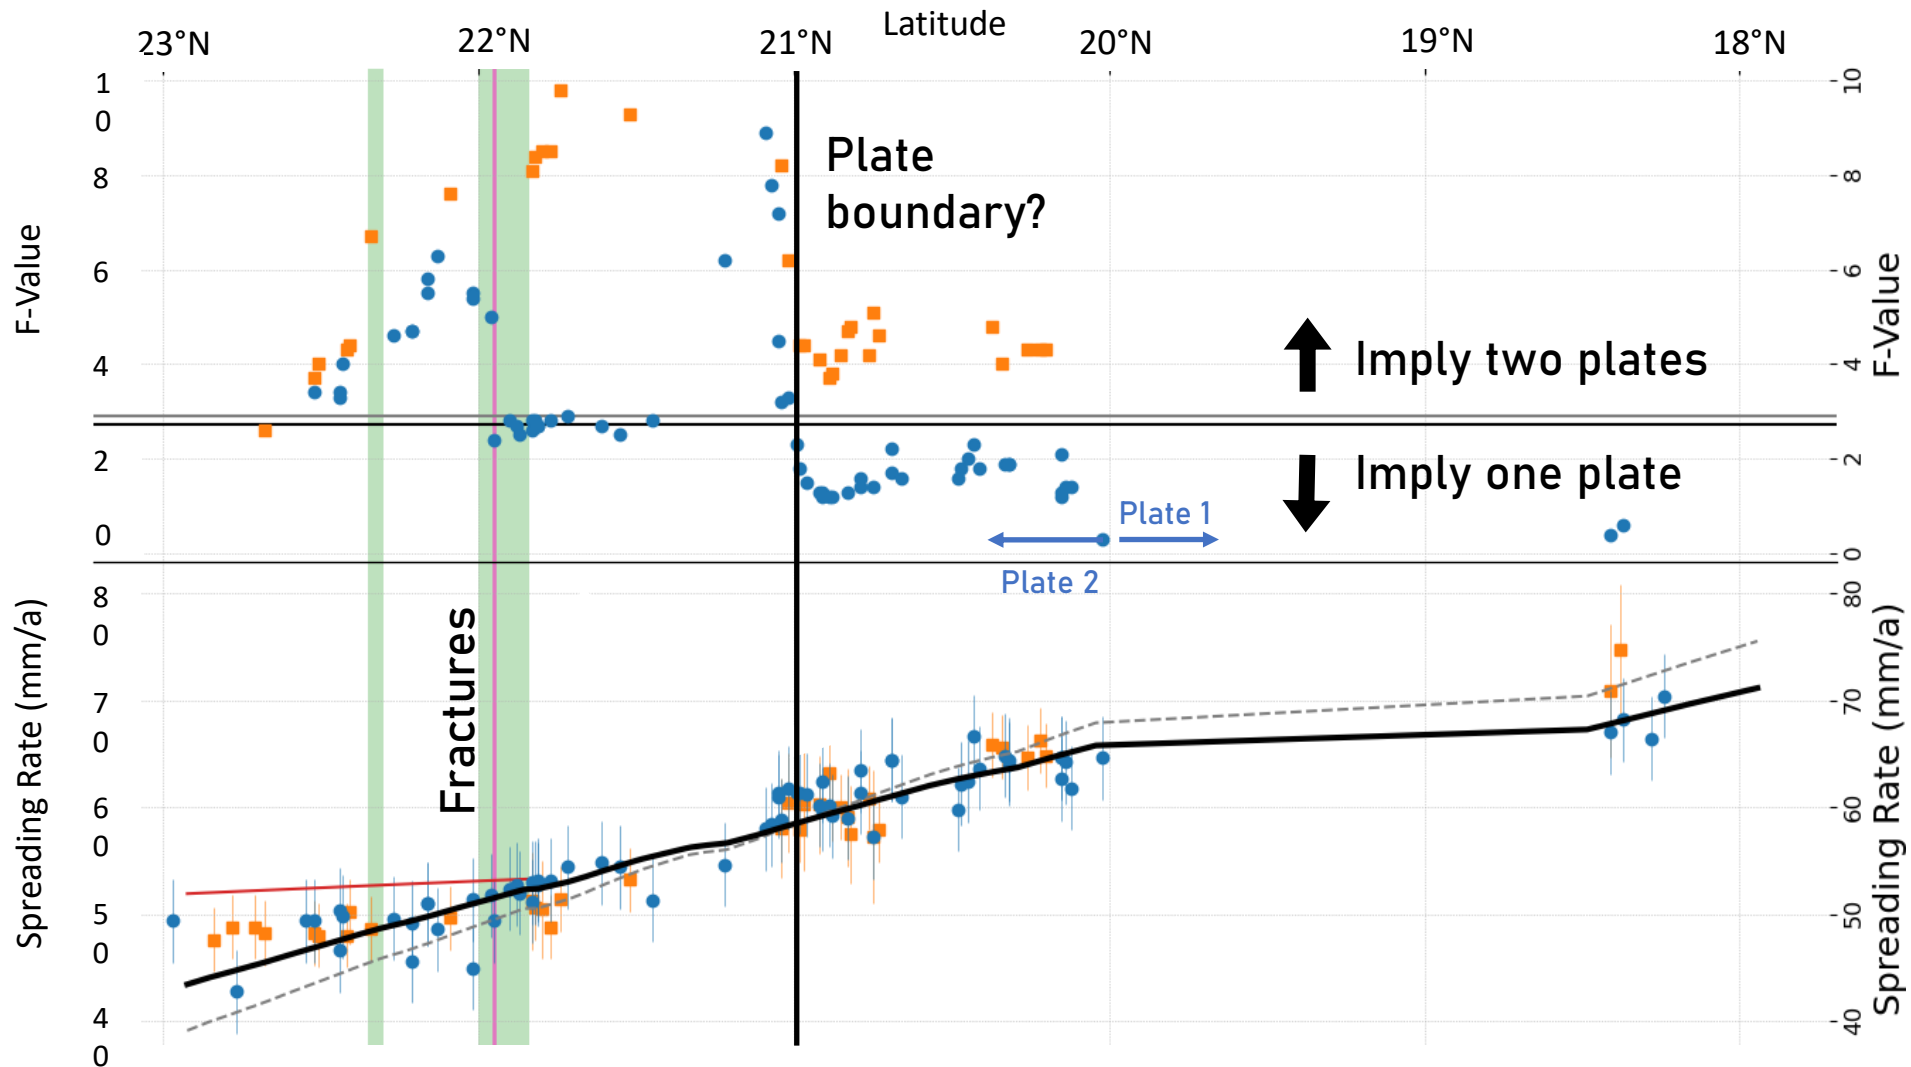 Latitude
23°N 22°N 21°N 20°N 19°N 18°N
1
0
8
6
4
2
0
F-Value
10
8
6
4
2
0
F-Value
Plate
boundary?
Imply two plates
Imply one plate
Plate 1
Plate 2
Fractures
8
0
7
0
6
0
5
0
4
0
Spreading Rate (mm/a)
80
70
60
50
40
Spreading Rate (mm/a)